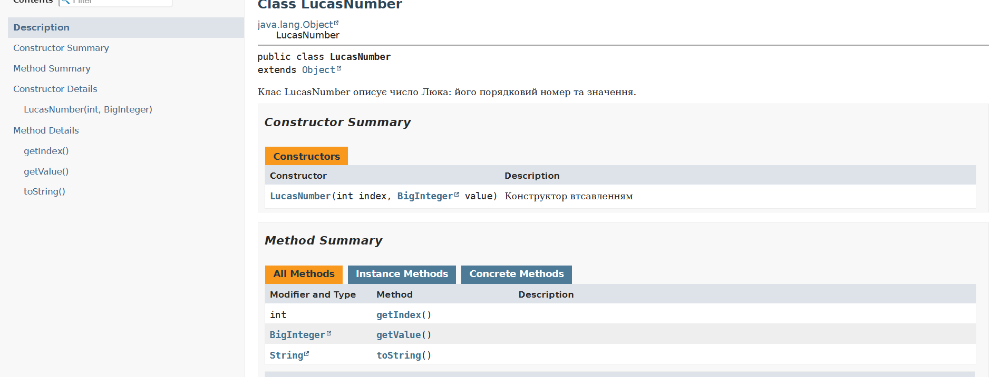 Contents Filter
Description
Constructor Summary
Method Summary
Constructor Details
LucasNumber(int, BigInteger)
Method Details
getIndex()
getValue()
toString()
Class LucasNumber
java.lang.Object
LucasNumber
public class LucasNumber
extends Object
Клас LucasNumber описує число Люка: його порядковий номер та значення.
Constructor Summary
Constructors
Constructor Description
LucasNumber(int index, BigInteger value) Конструктор втсавленням
Method Summary
All Methods Instance Methods Concrete Methods
Modifier and Type Method Description
int getIndex()
BigInteger getValue()
String toString()